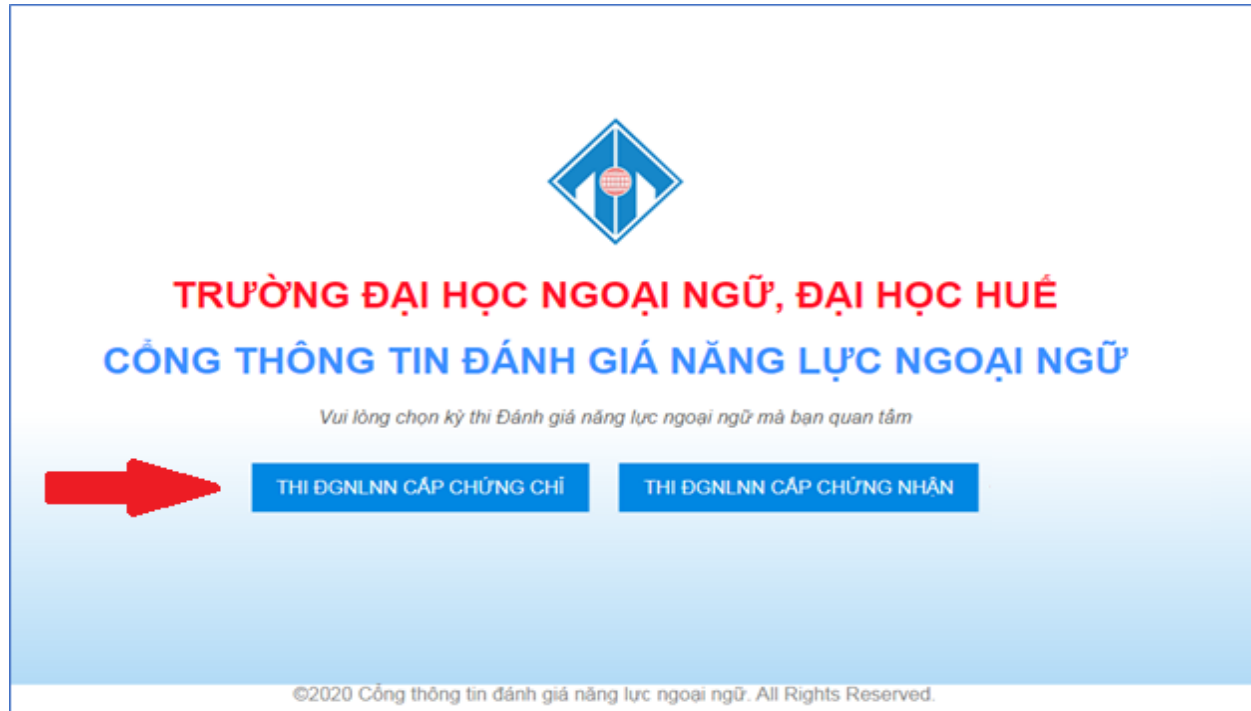 TRƯỜNG ĐẠI HỌC NGOẠI NGỮ, ĐẠI HỌC HUẾ
CỔNG THÔNG TIN ĐÁNH GIÁ NĂNG LỰC NGOẠI NGỮ
Vui lòng chọn kỳ thi Đánh giá năng lực ngoại ngữ mà bạn quan tâm
THI ĐGNLNN CẤP CHỨNG CHỈ
THI ĐGNLNN CẤP CHỨNG NHẬN
©2020 Cổng thông tin đánh giá năng lực ngoại ngữ. All Rights Reserved.